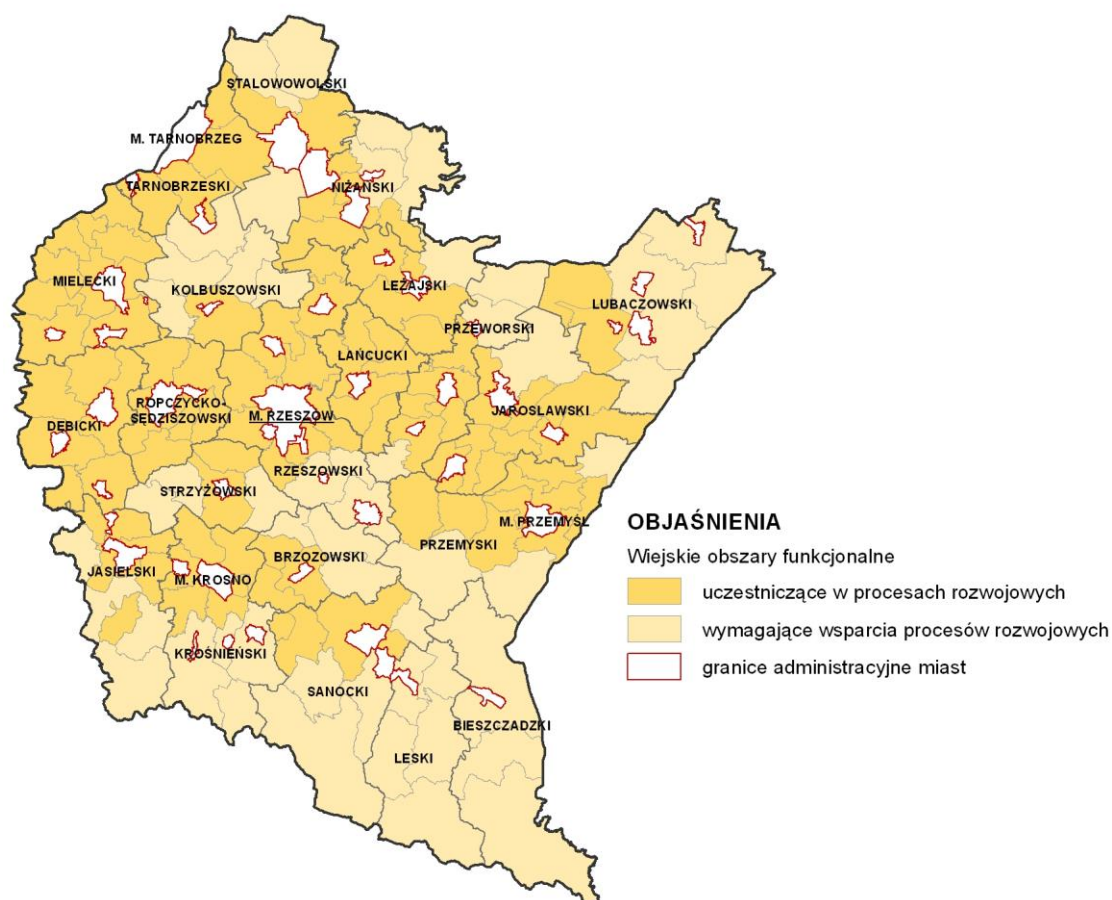 STALOWOWOLSKI
M. TARNOBRZEG
TARNOBRZESKI
NIŻAŃSKI
MIELECKI
KOLBUSZOWSKI
LEŻAJSKI
LUBACZOWSKI
PRZEWORSKI
ŁAŃCUCKI
ROPCZYCKO-
SĘDZISZOWSKI
M. RZESZÓW
JAROSŁAWSKI
DĘBICKI
RZESZOWSKI
STRZYŻOWSKI
M. PRZEMYŚL
PRZEMYSKI
BRZOZOWSKI
JASIELSKI
M. KROSNO
KROŚNIEŃSKI
SANOCKI
BIESZCZADZKI
LESKI
OBJAŚNIENIA
Wiejskie obszary funkcjonalne
uczestniczące w procesach rozwojowych
wymagające wsparcia procesów rozwojowych
granice administracyjne miast